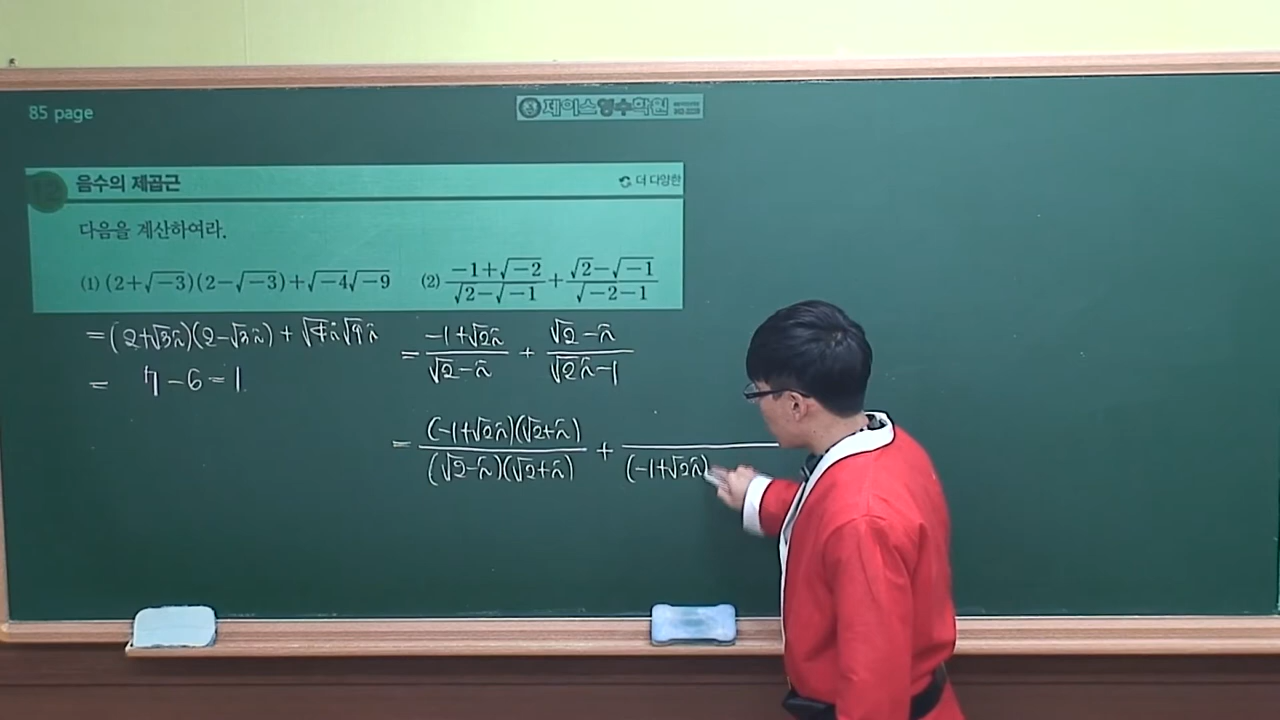 85 page
제이스영수학원
12 음수의 제곱근
더 다양한
다음을 계산하여라.
(1) (2+√-3)(2-√-3)+√-4√-9 (2) (-1+√-2)/(√2-√-1) + (√2-√-1)/(√-2-1)
=(2+√3i)(2-√3i)+√4i√9i
= 7-6=1
= (-1+√2i)/(√2-i) + (√2-i)/(√2i-1)
= (-1+√2i)(√2+i)/(√2-i)(√2+i) + /(-1+√2i)